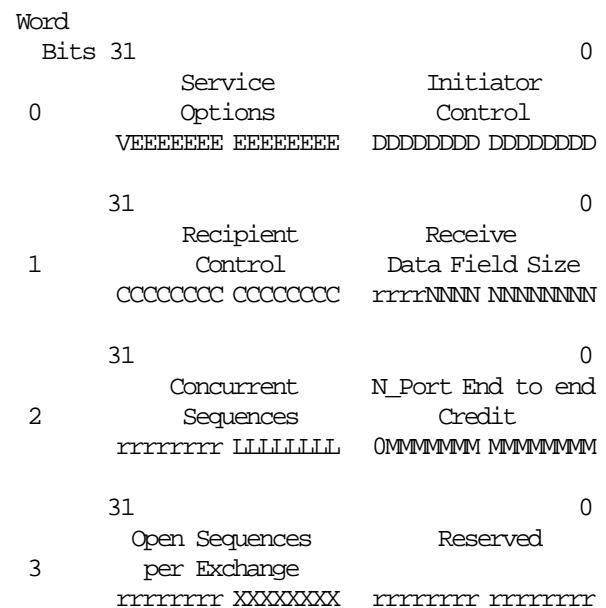 Word
Bits 31 0
Service Initiator
0 Options Control
VEEEEEEE EEEEEEEE DDDDDDDD DDDDDDDD
31 0
Recipient Receive
1 Control Data Field Size
CCCCCCCC CCCCCCCC rrrrNNNN NNNNNNNN
31 0
Concurrent N_Port End to end
2 Sequences Credit
rrrrrrrr LLLLLLLL 0MMMMMMM MMMMMMMM
31 0
Open Sequences Reserved
3 per Exchange
rrrrrrrr XXXXXXXX rrrrrrrr rrrrrrrr